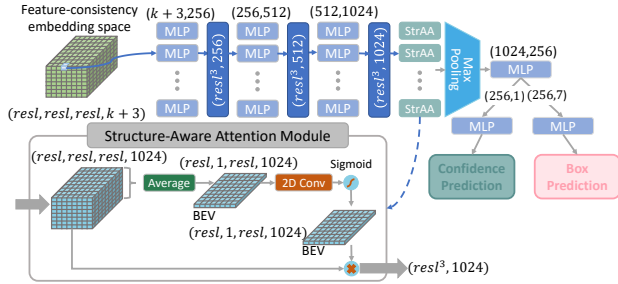 Feature-consistency
embedding space
(k + 3,256)
(256,512)
(512,1024)
MLP
MLP
MLP
StrAA
MLP
MLP
MLP
StrAA
MLP
MLP
MLP
StrAA
(resl³, 256)
(resl³, 512)
(resl³, 1024)
Max
Pooling
(1024,256)
MLP
(256,1)
(256,7)
MLP
MLP
Confidence
Prediction
Box
Prediction
(resl, resl, resl, k + 3)
Structure-Aware Attention Module
(resl, resl, resl, 1024)
(resl, 1, resl, 1024)
Sigmoid
Average
2D Conv
BEV
(resl, 1, resl, 1024)
BEV
(resl³, 1024)